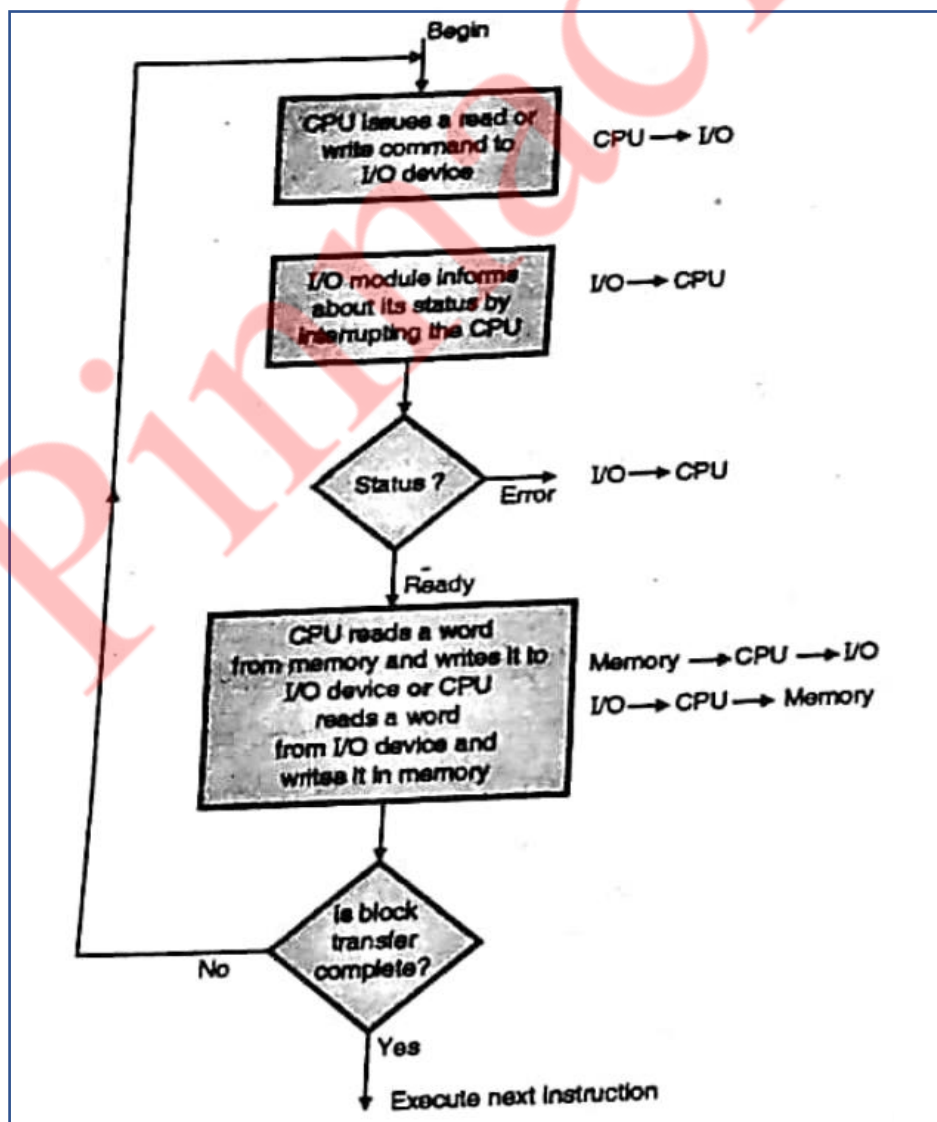 Begin
CPU issues a read or
write command to
I/O device
CPU → I/O
I/O module informs
about its status by
interrupting the CPU
I/O → CPU
Status ?
Error
I/O → CPU
Ready
CPU reads a word
from memory and writes it to
I/O device or CPU
reads a word
from I/O device and
writes it in memory
Memory → CPU → I/O
I/O → CPU → Memory
Is block
transfer
complete?
No
Yes
Execute next instruction